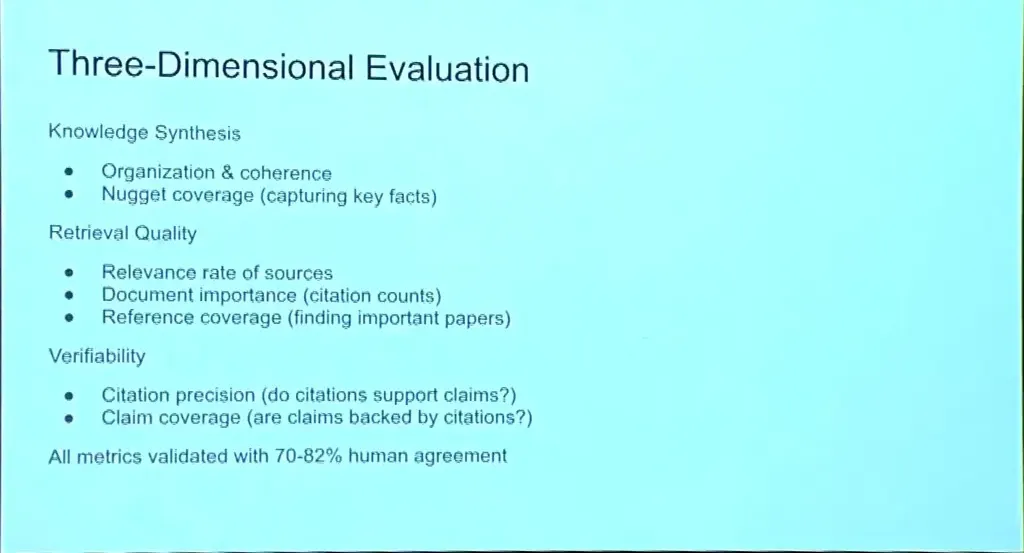 Three-Dimensional Evaluation
Knowledge Synthesis
● Organization & coherence
● Nugget coverage (capturing key facts)
Retrieval Quality
● Relevance rate of sources
● Document importance (citation counts)
● Reference coverage (finding important papers)
Verifiability
● Citation precision (do citations support claims?)
● Claim coverage (are claims backed by citations?)
All metrics validated with 70-82% human agreement